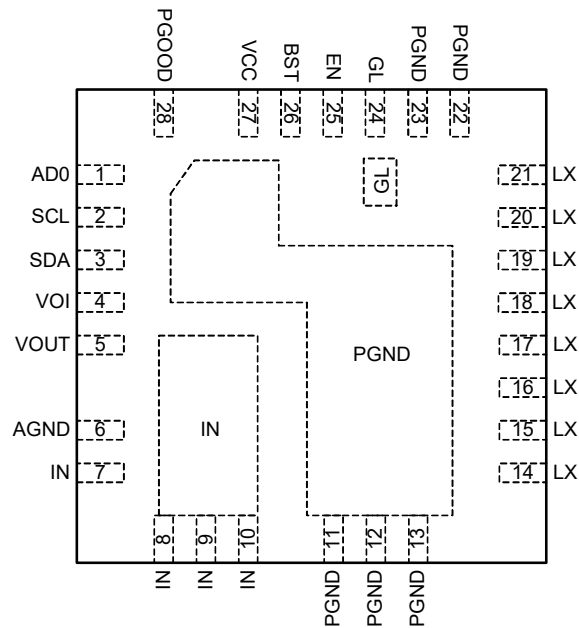 PGOOD
VCC
BST
EN
GL
PGND
PGND
28
27
26
25
24
23
22
AD0 1
SCL 2
SDA 3
VOI 4
VOUT 5
AGND 6
IN 7
GL
PGND
IN
21 LX
20 LX
19 LX
18 LX
17 LX
16 LX
15 LX
14 LX
8
9
10
11
12
13
IN
IN
IN
PGND
PGND
PGND